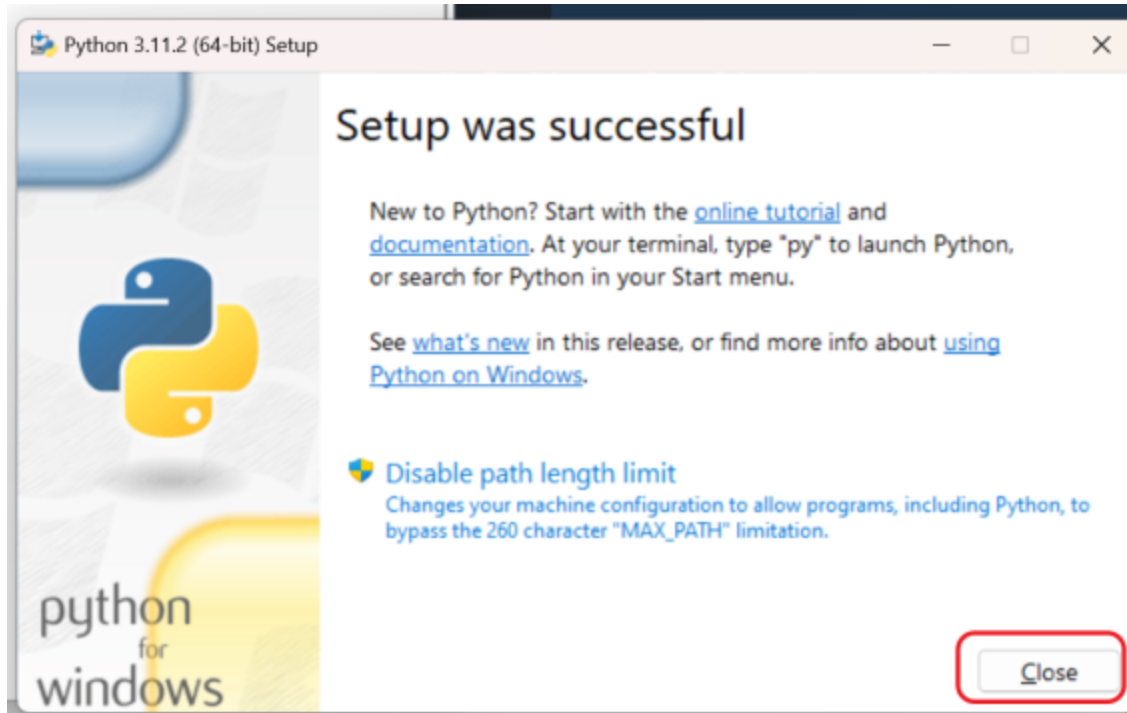 Python 3.11.2 (64-bit) Setup
Setup was successful
New to Python? Start with the online tutorial and
documentation. At your terminal, type "py" to launch Python,
or search for Python in your Start menu.
See what's new in this release, or find more info about using
Python on Windows.
Disable path length limit
Changes your machine configuration to allow programs, including Python, to
bypass the 260 character "MAX_PATH" limitation.
python
for
windows
Close